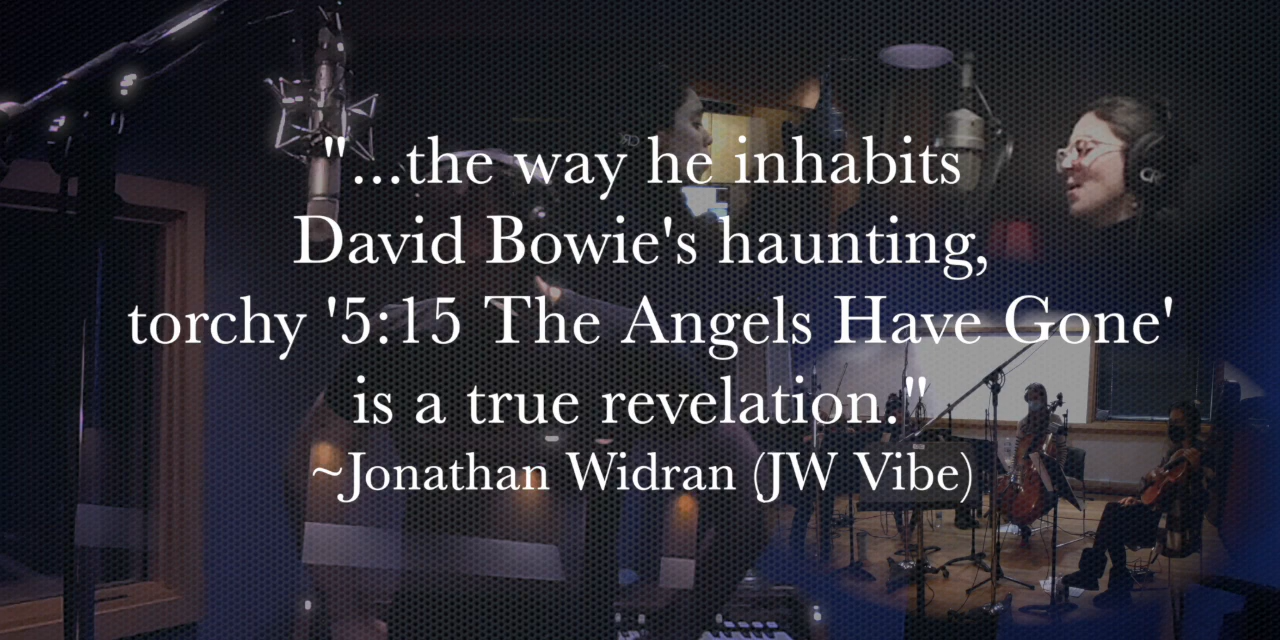 "...the way he inhabits
David Bowie's haunting,
torchy '5:15 The Angels Have Gone'
is a true revelation."
~Jonathan Widran (JW Vibe)